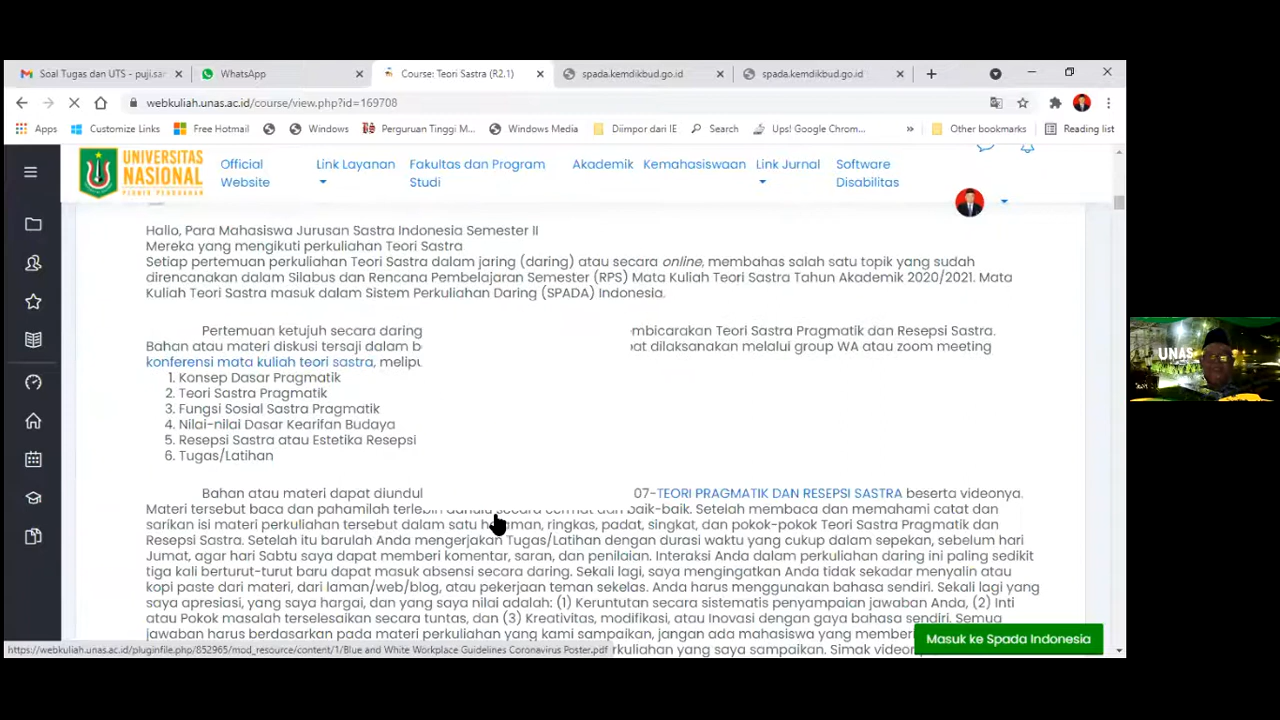 Soal Tugas dan UTS - puji.sar
WhatsApp
Course: Teori Sastra (R2.1)
spada.kemdikbud.go.id
spada.kemdikbud.go.id
webkuliah.unas.ac.id/course/view.php?id=169708
Apps
Customize Links
Free Hotmail
Windows
Perguruan Tinggi M...
Windows Media
Diimpor dari IE
Search
Ups! Google Chrom...
»
Other bookmarks
Reading list
UNIVERSITAS
NASIONAL
Official
Website
Link Layanan
Fakultas dan Program
Studi
Akademik
Kemahasiswaan
Link Jurnal
Software
Disabilitas
Hallo, Para Mahasiswa Jurusan Sastra Indonesia Semester II
Mereka yang mengikuti perkuliahan Teori Sastra
Setiap pertemuan perkuliahan Teori Sastra dalam jaring (daring) atau secara online, membahas salah satu topik yang sudah
direncanakan dalam Silabus dan Rencana Pembelajaran Semester (RPS) Mata Kuliah Teori Sastra Tahun Akademik 2020/2021. Mata
Kuliah Teori Sastra masuk dalam Sistem Perkuliahan Daring (SPADA) Indonesia.
Pertemuan ketujuh secara daring mbicarakan Teori Sastra Pragmatik dan Resepsi Sastra.
Bahan atau materi diskusi tersaji dalam b at dilaksanakan melalui group WA atau zoom meeting
konferensi mata kuliah teori sastra, melipu
1. Konsep Dasar Pragmatik
2. Teori Sastra Pragmatik
3. Fungsi Sosial Sastra Pragmatik
4. Nilai-nilai Dasar Kearifan Budaya
5. Resepsi Sastra atau Estetika Resepsi
6. Tugas/Latihan
Bahan atau materi dapat diundul 07-TEORI PRAGMATIK DAN RESEPSI SASTRA beserta videonya.
Materi tersebut baca dan pahamilah terlebih dahulu secara cermat dan baik-baik. Setelah membaca dan memahami catat dan
sarikan isi materi perkuliahan tersebut dalam satu halaman, ringkas, padat, singkat, dan pokok-pokok Teori Sastra Pragmatik dan
Resepsi Sastra. Setelah itu barulah Anda mengerjakan Tugas/Latihan dengan durasi waktu yang cukup dalam sepekan, sebelum hari
Jumat, agar hari Sabtu saya dapat memberi komentar, saran, dan penilaian. Interaksi Anda dalam perkuliahan daring ini paling sedikit
tiga kali berturut-turut baru dapat masuk absensi secara daring. Sekali lagi, saya mengingatkan Anda tidak sekadar menyalin atau
kopi paste dari materi, dari laman/web/blog, atau pekerjaan teman sekelas. Anda harus menggunakan bahasa sendiri. Sekali lagi yang
saya apresiasi, yang saya hargai, dan yang saya nilai adalah: (1) Keruntutan secara sistematis penyampaian jawaban Anda, (2) Inti
atau Pokok masalah terselesaikan secara tuntas, dan (3) Kreativitas, modifikasi, atau Inovasi dengan gaya bahasa sendiri. Semua
jawaban harus berdasarkan pada materi perkuliahan yang kami sampaikan, jangan ada mahasiswa yang memberi
rkuliahan yang saya sampaikan. Simak videony
Masuk ke Spada Indonesia
https://webkuliah.unas.ac.id/pluginfile.php/852965/mod_resource/content/1/Blue and White Workplace Guidelines Coronavirus Poster.pdf
UNAS